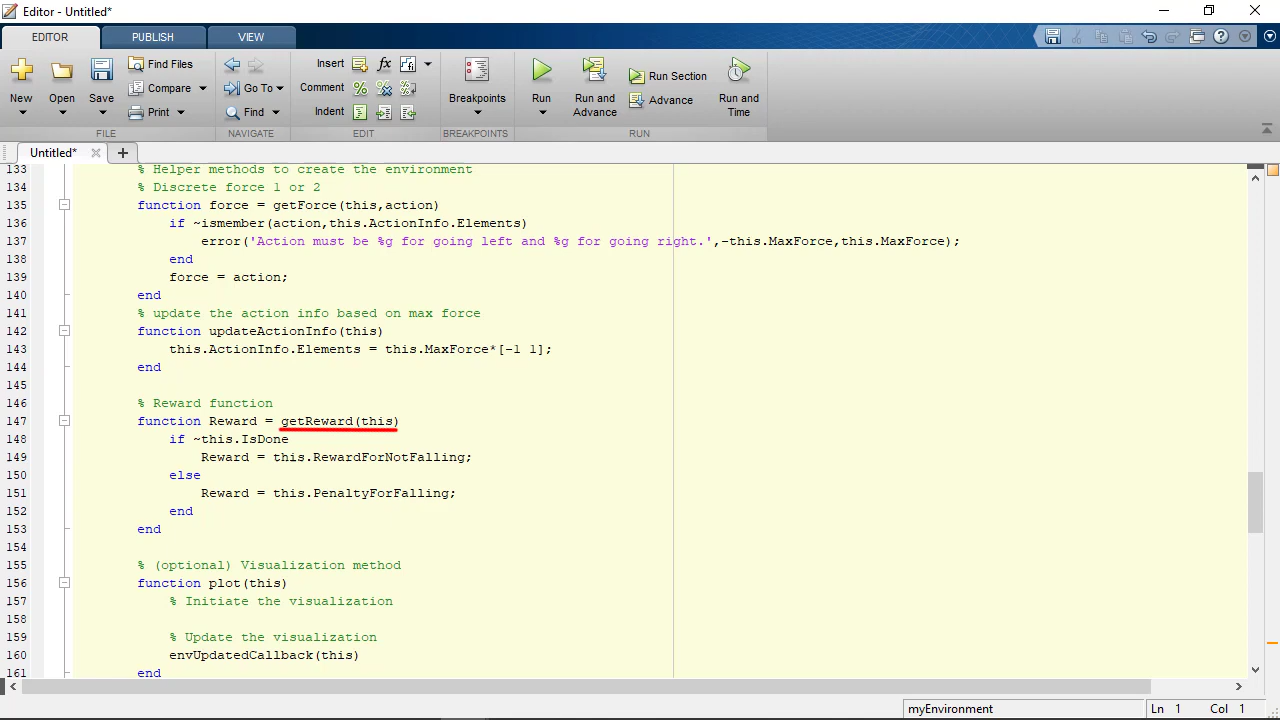 Editor - Untitled*
EDITOR PUBLISH VIEW
New Open Save Find Files Compare Print
Go To Find
Insert fx
Comment
Indent
Breakpoints
Run Run and Advance Run Section Advance Run and Time
FILE NAVIGATE EDIT BREAKPOINTS RUN
Untitled*
133 % Helper methods to create the environment
134 % Discrete force 1 or 2
135 function force = getForce(this,action)
136 if ~ismember(action,this.ActionInfo.Elements)
137 error('Action must be %g for going left and %g for going right.',-this.MaxForce,this.MaxForce);
138 end
139 force = action;
140 end
141 % update the action info based on max force
142 function updateActionInfo(this)
143 this.ActionInfo.Elements = this.MaxForce*[-1 1];
144 end
145
146 % Reward function
147 function Reward = getReward(this)
148 if ~this.IsDone
149 Reward = this.RewardForNotFalling;
150 else
151 Reward = this.PenaltyForFalling;
152 end
153 end
154
155 % (optional) Visualization method
156 function plot(this)
157 % Initiate the visualization
158
159 % Update the visualization
160 envUpdatedCallback(this)
161 end
myEnvironment Ln 1 Col 1